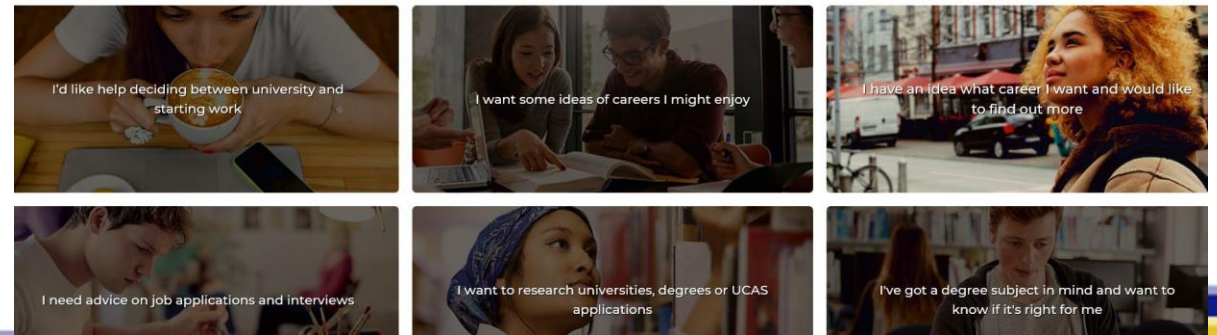 I'd like help deciding between university and
starting work
I want some ideas of careers I might enjoy
I have an idea what career I want and would like
to find out more
I need advice on job applications and interviews
I want to research universities, degrees or UCAS
applications
I've got a degree subject in mind and want to
know if it's right for me